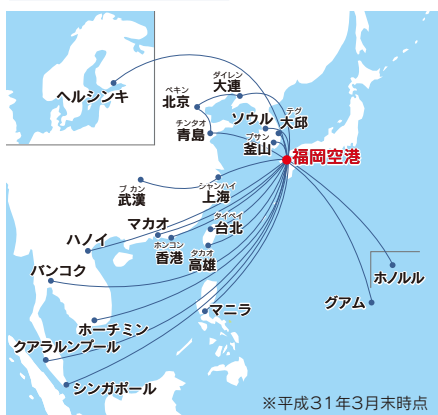 ヘルシンキ
ダイレン
大連
ペキン
北京
ソウル
テグ
大邱
チンタオ
青島
プサン
釜山
福岡空港
ブカン
武漢
シャンハイ
上海
マカオ
タイペイ
台北
ハノイ
ホンコン
香港
タカオ
高雄
バンコク
ホノルル
グアム
マニラ
ホーチミン
クアラルンプール
シンガポール
※平成31年3月末時点